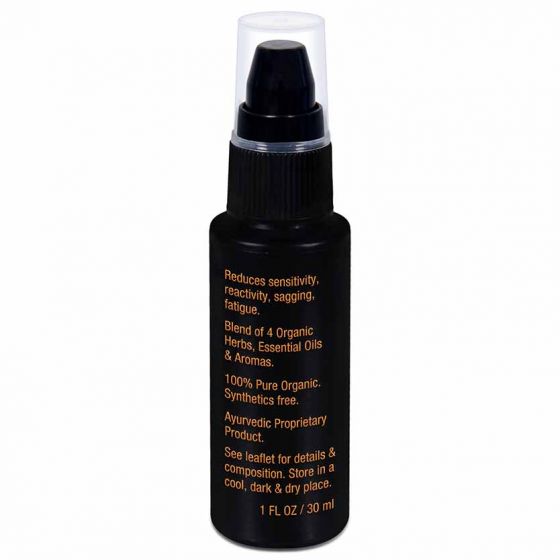 Reduces sensitivity,
reactivity, sagging,
fatigue.
Blend of 4 Organic
Herbs, Essential Oils
& Aromas.
100% Pure Organic.
Synthetics free.
Ayurvedic Proprietary
Product.
See leaflet for details &
composition. Store in a
cool, dark & dry place.
1 FL OZ / 30 ml